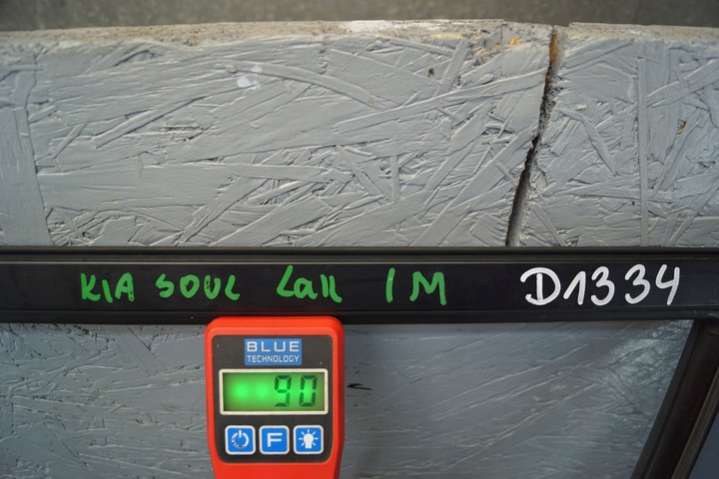 KIA SOUL Lak 1M D1334
BLUE
TECHNOLOGY
90
F